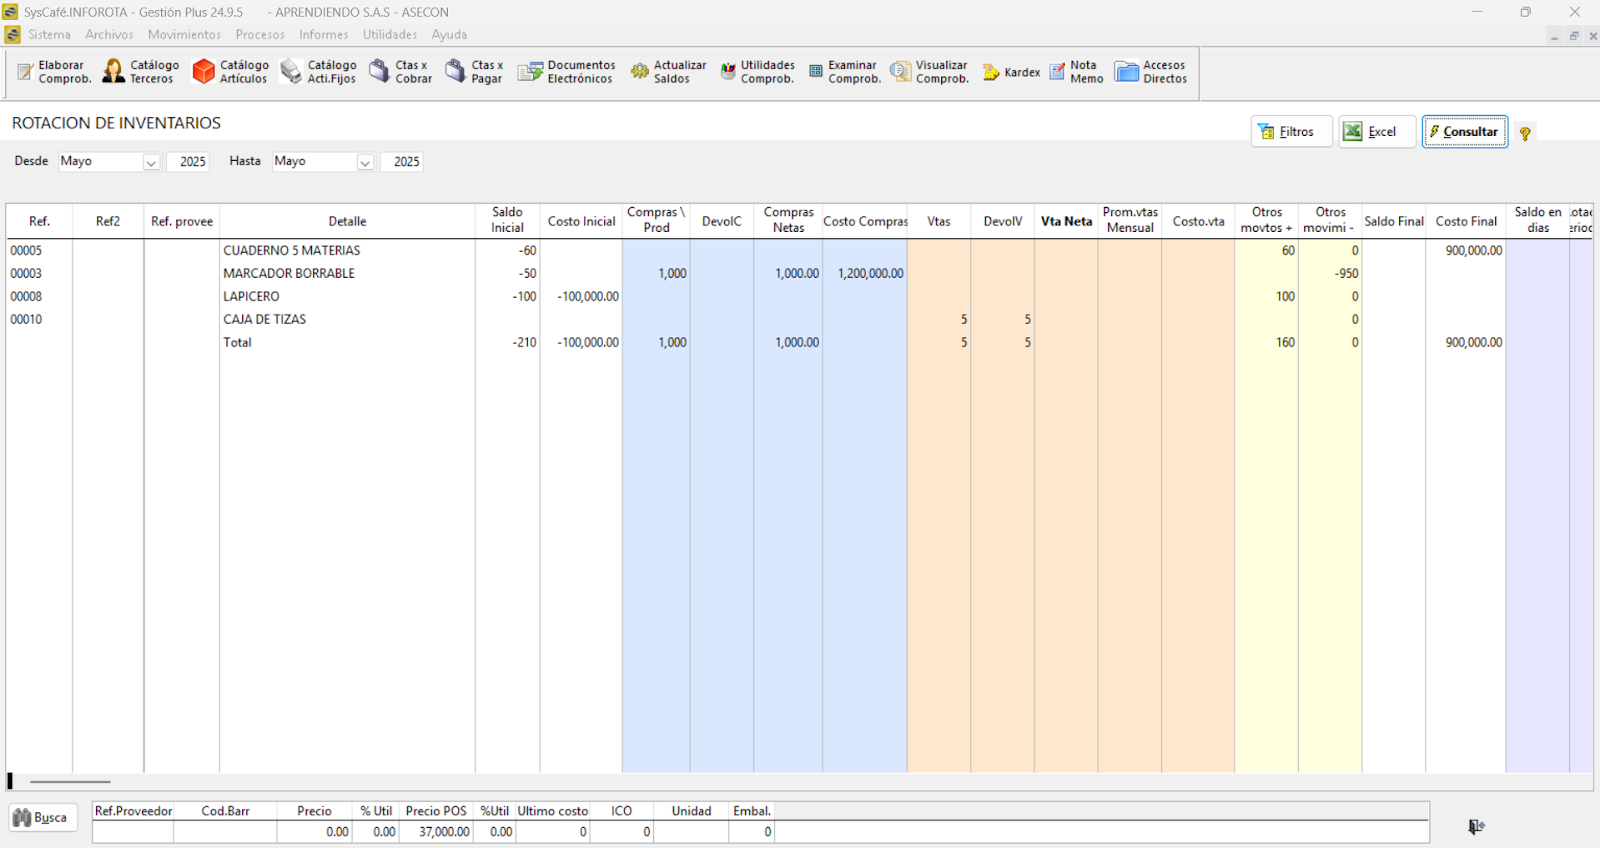 SysCafé.INFOROTA - Gestión Plus 24.9.5 - APRENDIENDO S.A.S - ASECON
Sistema Archivos Movimientos Procesos Informes Utilidades Ayuda
Elaborar Comprob. Catálogo Terceros Catálogo Artículos Catálogo Acti.Fijos Ctas x Cobrar Ctas x Pagar Documentos Electrónicos Actualizar Saldos Utilidades Comprob. Examinar Comprob. Visualizar Comprob. Kardex Nota Memo Accesos Directos
ROTACION DE INVENTARIOS
Filtros Excel Consultar
Desde Mayo 2025 Hasta Mayo 2025
Ref. Ref2 Ref. provee Detalle Saldo Inicial Costo Inicial Compras \ Prod DevolC Compras Netas Costo Compras Vtas DevolV Vta Neta Prom.vtas Mensual Costo.vta Otros movtos + Otros movimi - Saldo Final Costo Final Saldo en dias
00005 CUADERNO 5 MATERIAS -60 60 0 900,000.00
00003 MARCADOR BORRABLE -50 1,000 1,000.00 1,200,000.00 -950
00008 LAPICERO -100 -100,000.00 100 0
00010 CAJA DE TIZAS 5 5 0
Total -210 -100,000.00 1,000 1,000.00 5 5 160 0 900,000.00
Busca
Ref.Proveedor Cod.Barr Precio % Util Precio POS %Util Ultimo costo ICO Unidad Embal.
0.00 0.00 37,000.00 0.00 0 0 0